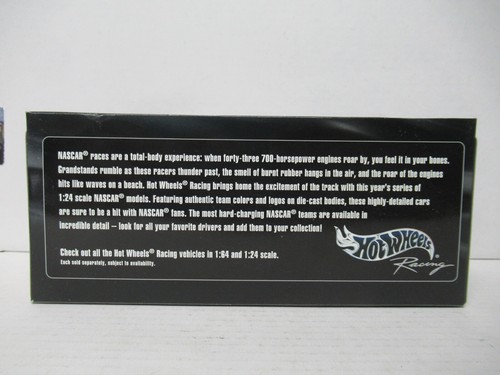 NASCAR® races are a total-body experience: when forty-three 700-horsepower engines roar by, you feel it in your bones.
Grandstands rumble as these racers thunder past, the smell of burnt rubber hangs in the air, and the roar of the engines
hits like waves on a beach. Hot Wheels® Racing brings home the excitement of the track with this year's series of
1:24 scale NASCAR® models. Featuring authentic team colors and logos on die-cast bodies, these highly-detailed cars
are sure to be a hit with NASCAR® fans. The most hard-charging NASCAR® teams are available in
incredible detail – look for all your favorite drivers and add them to your collection!
Check out all the Hot Wheels® Racing vehicles in 1:64 and 1:24 scale.
Each sold separately, subject to availability.
HOT WHEELS®
Racing